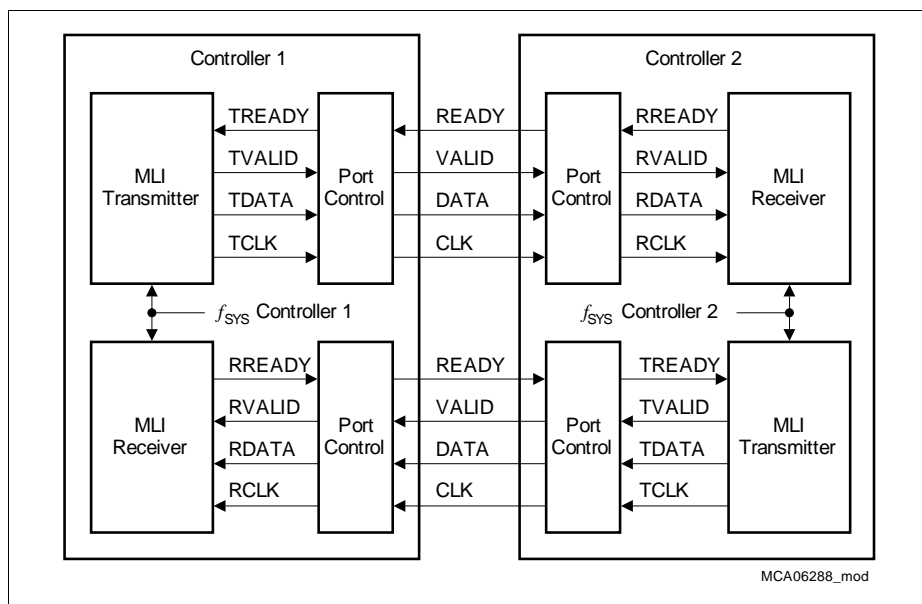 Controller 1
Controller 2
TREADY
READY
RREADY
TVALID
VALID
RVALID
MLI
Transmitter
Port
Control
Port
Control
MLI
Receiver
TDATA
DATA
RDATA
TCLK
CLK
RCLK
fSYS Controller 1
fSYS Controller 2
RREADY
READY
TREADY
RVALID
VALID
TVALID
MLI
Receiver
Port
Control
Port
Control
MLI
Transmitter
RDATA
DATA
TDATA
RCLK
CLK
TCLK
MCA06288_mod